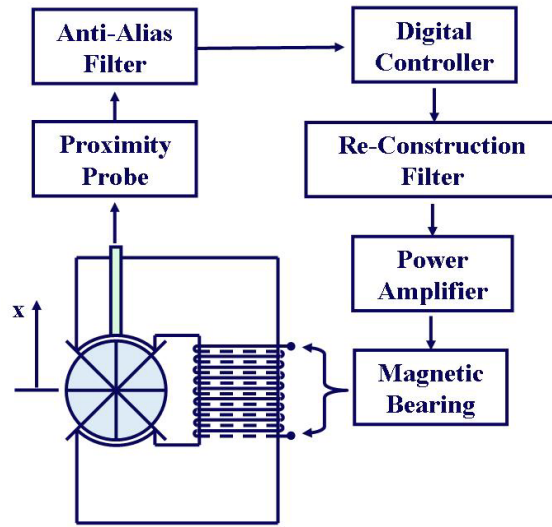 Anti-Alias
Filter
Digital
Controller
Proximity
Probe
Re-Construction
Filter
Power
Amplifier
x
Magnetic
Bearing